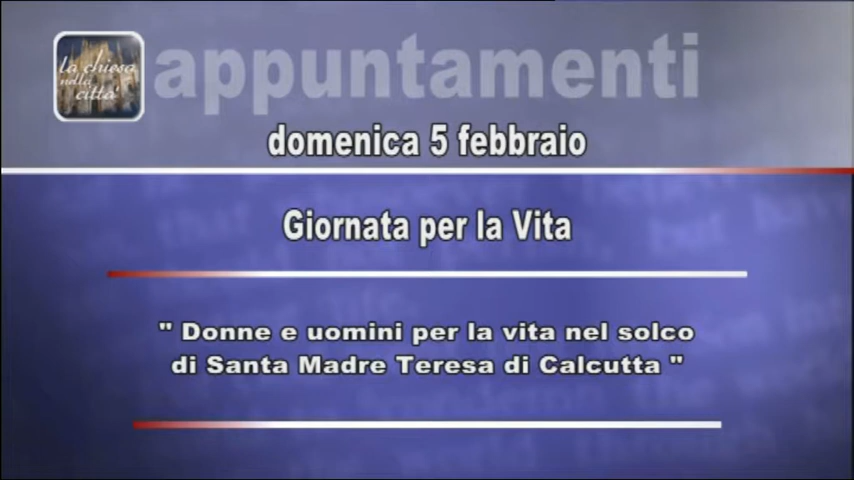 la chiesa
nella
città
appuntamenti
domenica 5 febbraio
Giornata per la Vita
" Donne e uomini per la vita nel solco
di Santa Madre Teresa di Calcutta "